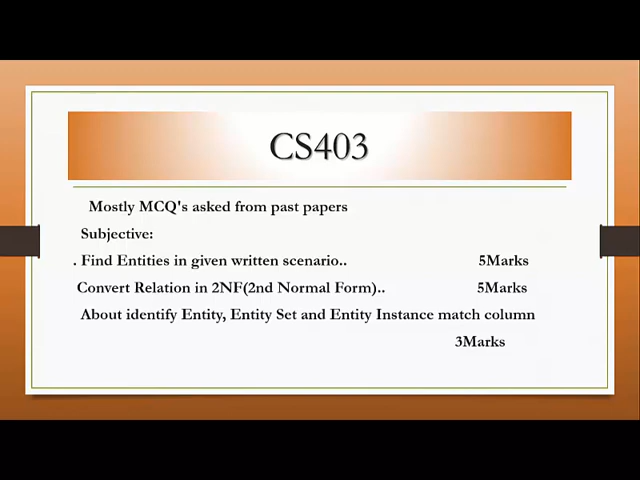 CS403
Mostly MCQ's asked from past papers
Subjective:
. Find Entities in given written scenario.. 5Marks
Convert Relation in 2NF(2nd Normal Form).. 5Marks
About identify Entity, Entity Set and Entity Instance match column
3Marks